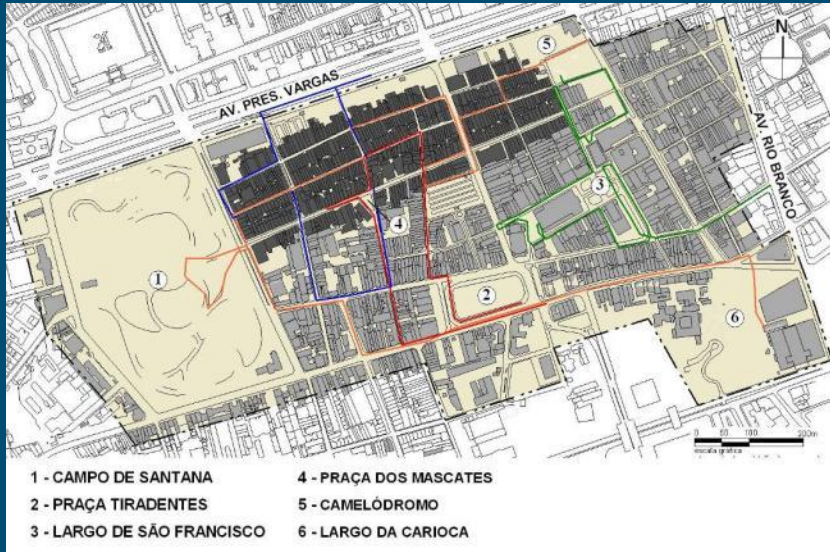 AV. PRES. VARGAS
5
N
AV. RIO BRANCO
3
4
1
2
6
0 50 100 200m
escala gráfica
1 - CAMPO DE SANTANA
2 - PRAÇA TIRADENTES
3 - LARGO DE SÃO FRANCISCO
4 - PRAÇA DOS MASCATES
5 - CAMELÓDROMO
6 - LARGO DA CARIOCA